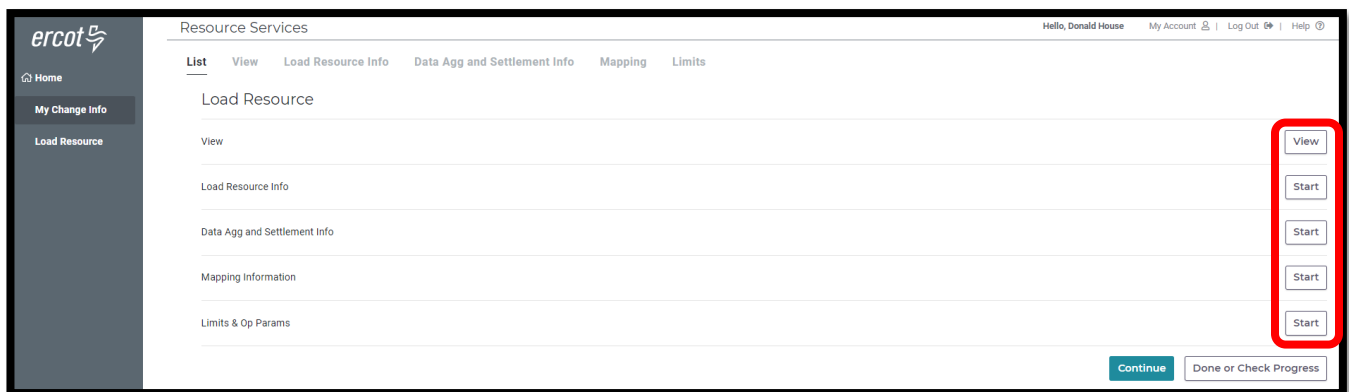 ercot
Resource Services
Hello, Donald House My Account | Log Out | Help
Home
My Change Info
Load Resource
List View Load Resource Info Data Agg and Settlement Info Mapping Limits
Load Resource
View View
Load Resource Info Start
Data Agg and Settlement Info Start
Mapping Information Start
Limits & Op Params Start
Continue Done or Check Progress